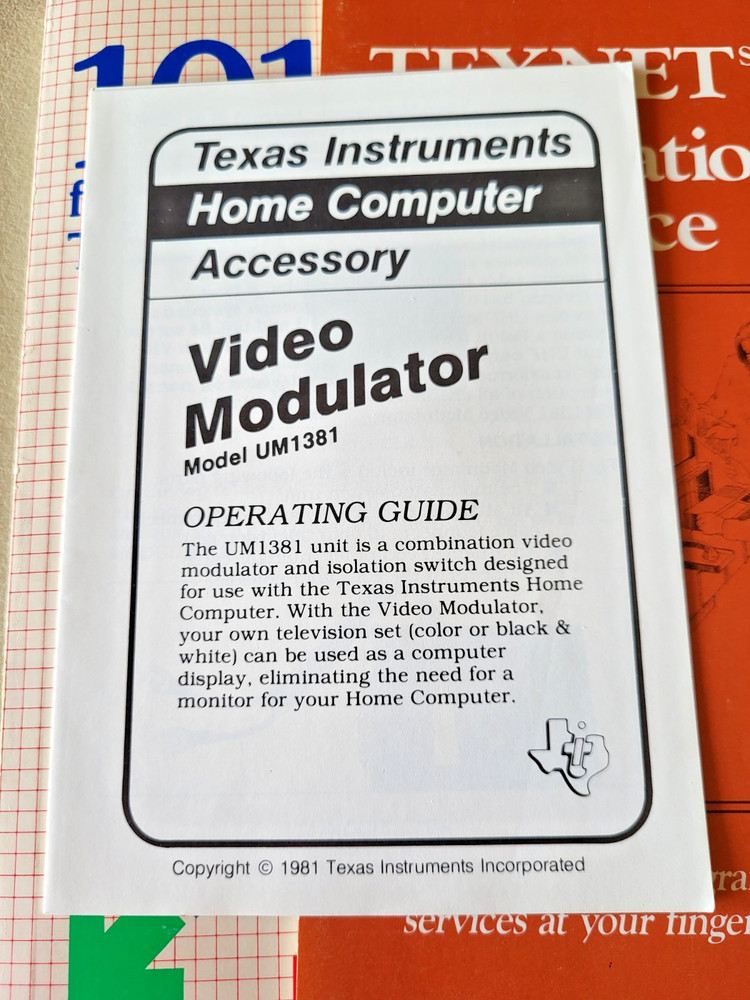 101
TEXNET
Texas Instruments
Home Computer
Accessory
Video
Modulator
Model UM1381
OPERATING GUIDE
The UM1381 unit is a combination video
modulator and isolation switch designed
for use with the Texas Instruments Home
Computer. With the Video Modulator,
your own television set (color or black &
white) can be used as a computer
display, eliminating the need for a
monitor for your Home Computer.
Copyright © 1981 Texas Instruments Incorporated
services at your finger